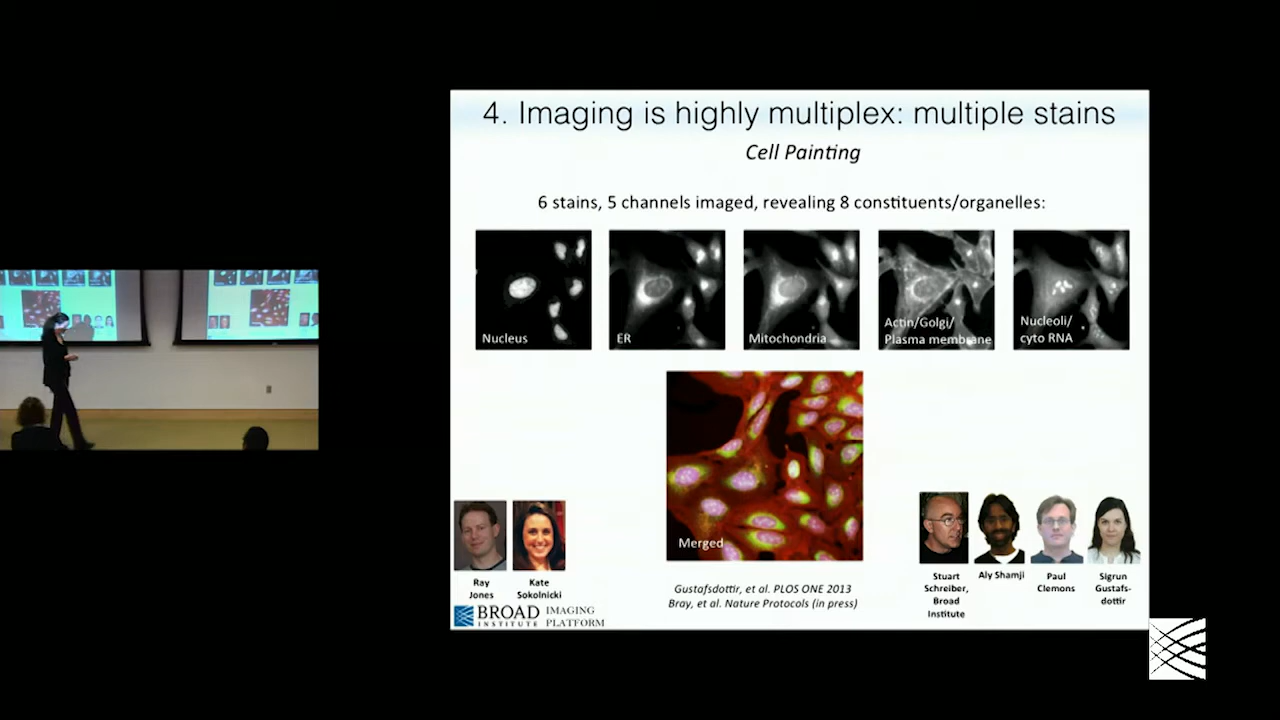 4. Imaging is highly multiplex: multiple stains
Cell Painting
6 stains, 5 channels imaged, revealing 8 constituents/organelles:
Nucleus
ER
Mitochondria
Actin/Golgi/
Plasma membrane
Nucleoli/
cyto RNA
Merged
Ray
Jones
Kate
Sokolnicki
Gustafsdottir, et al. PLOS ONE 2013
Bray, et al. Nature Protocols (in press)
Stuart
Schreiber,
Broad
Institute
Aly Shamji
Paul
Clemons
Sigrun
Gustafs-
dottir
BROAD
INSTITUTE
IMAGING
PLATFORM